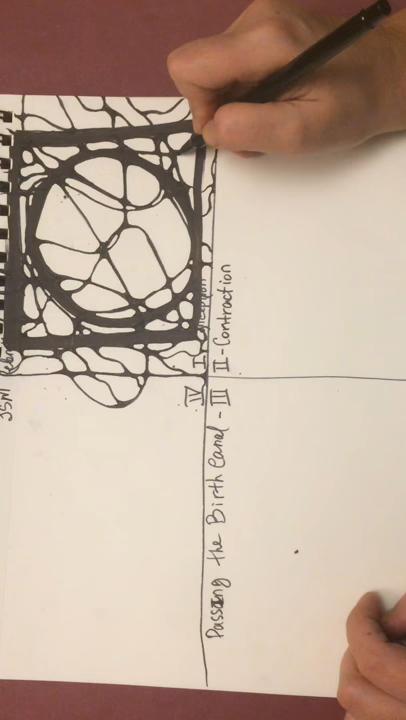 IV I
Passing the Birth Canal - III II - Contraction